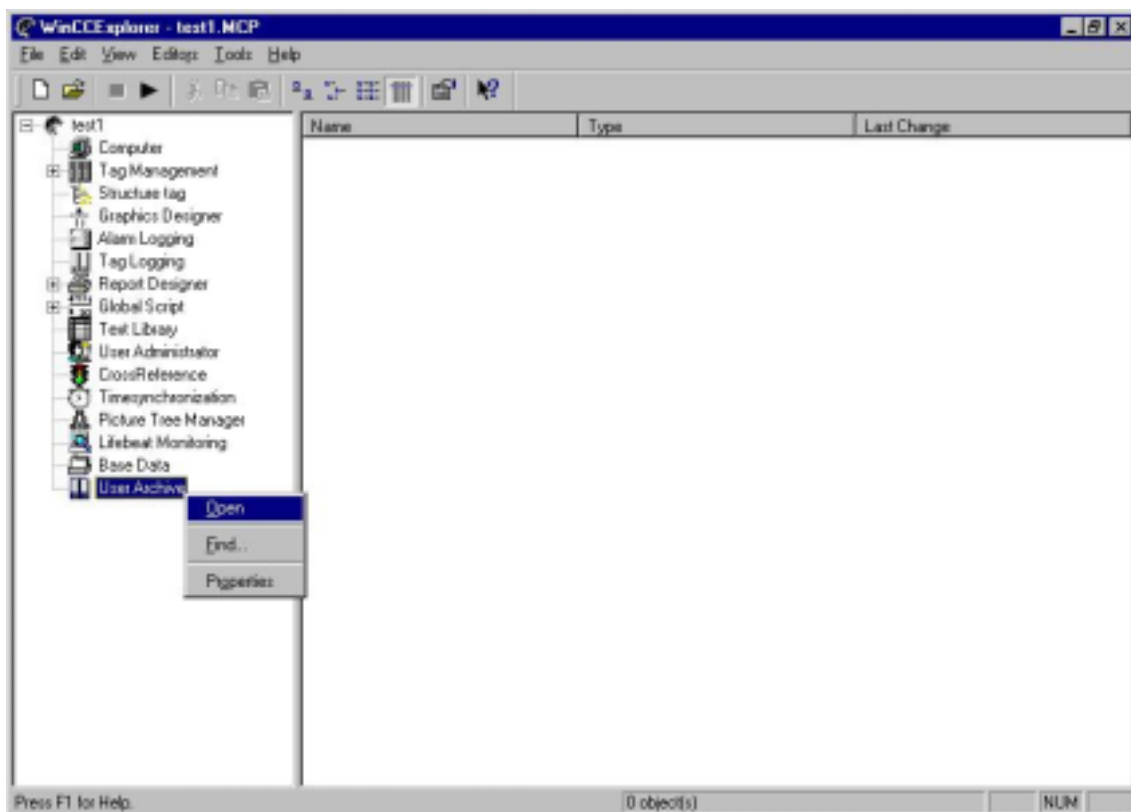 WinCCExplorer - test1.MCP
File Edit View Editors Tools Help
test1
Name Type Last Change
Computer
Tag Management
Structure tag
Graphics Designer
Alarm Logging
Tag Logging
Report Designer
Global Script
Text Library
User Administrator
CrossReference
Timesynchronization
Picture Tree Manager
Lifebeat Monitoring
Base Data
User Archive
Open
Find...
Properties
Press F1 for Help. 0 object(s) NUM